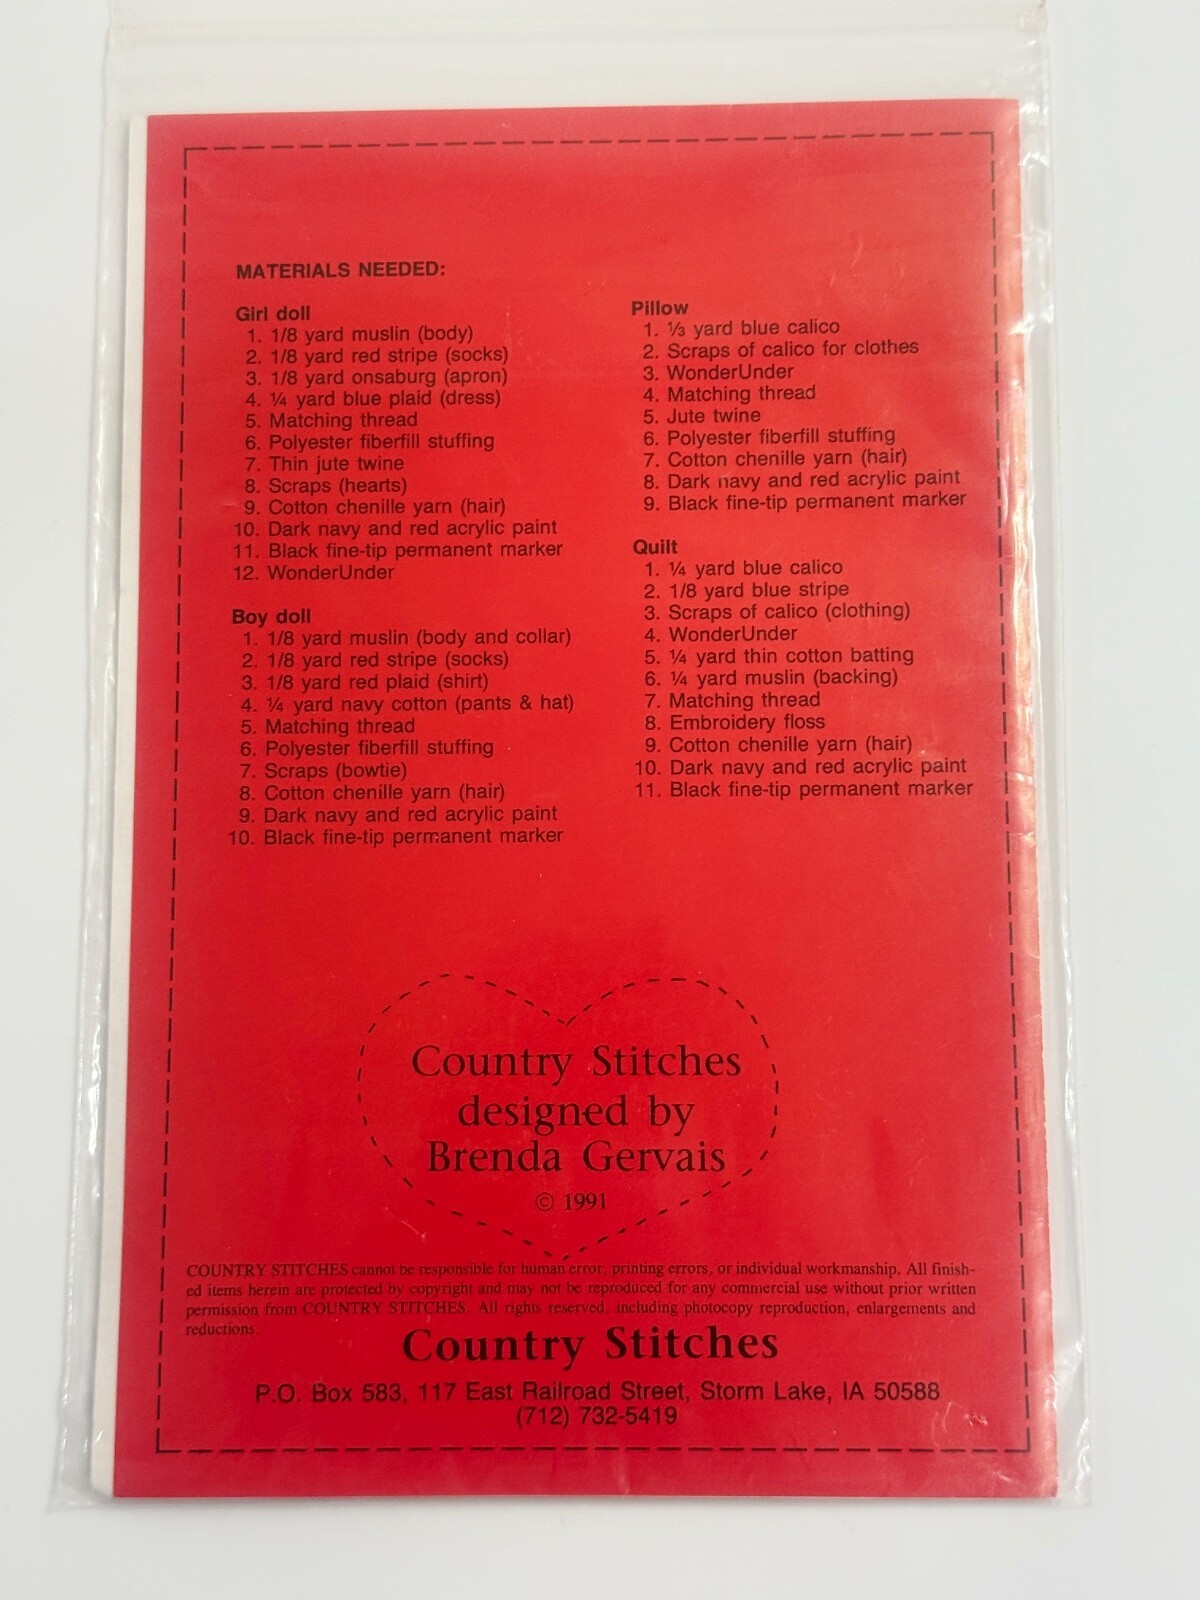 MATERIALS NEEDED:
Girl doll
1. 1/8 yard muslin (body)
2. 1/8 yard red stripe (socks)
3. 1/8 yard onsaburg (apron)
4. ¼ yard blue plaid (dress)
5. Matching thread
6. Polyester fiberfill stuffing
7. Thin jute twine
8. Scraps (hearts)
9. Cotton chenille yarn (hair)
10. Dark navy and red acrylic paint
11. Black fine-tip permanent marker
12. WonderUnder
Boy doll
1. 1/8 yard muslin (body and collar)
2. 1/8 yard red stripe (socks)
3. 1/8 yard red plaid (shirt)
4. ¼ yard navy cotton (pants & hat)
5. Matching thread
6. Polyester fiberfill stuffing
7. Scraps (bowtie)
8. Cotton chenille yarn (hair)
9. Dark navy and red acrylic paint
10. Black fine-tip permanent marker
Pillow
1. ⅓ yard blue calico
2. Scraps of calico for clothes
3. WonderUnder
4. Matching thread
5. Jute twine
6. Polyester fiberfill stuffing
7. Cotton chenille yarn (hair)
8. Dark navy and red acrylic paint
9. Black fine-tip permanent marker
Quilt
1. ¼ yard blue calico
2. 1/8 yard blue stripe
3. Scraps of calico (clothing)
4. WonderUnder
5. ¼ yard thin cotton batting
6. ¼ yard muslin (backing)
7. Matching thread
8. Embroidery floss
9. Cotton chenille yarn (hair)
10. Dark navy and red acrylic paint
11. Black fine-tip permanent marker
Country Stitches
designed by
Brenda Gervais
© 1991
COUNTRY STITCHES cannot be responsible for human error, printing errors, or individual workmanship. All finish-
ed items herein are protected by copyright and may not be reproduced for any commercial use without prior written
permission from COUNTRY STITCHES. All rights reserved, including photocopy reproduction, enlargements and
reductions.
Country Stitches
P.O. Box 583, 117 East Railroad Street, Storm Lake, IA 50588
(712) 732-5419